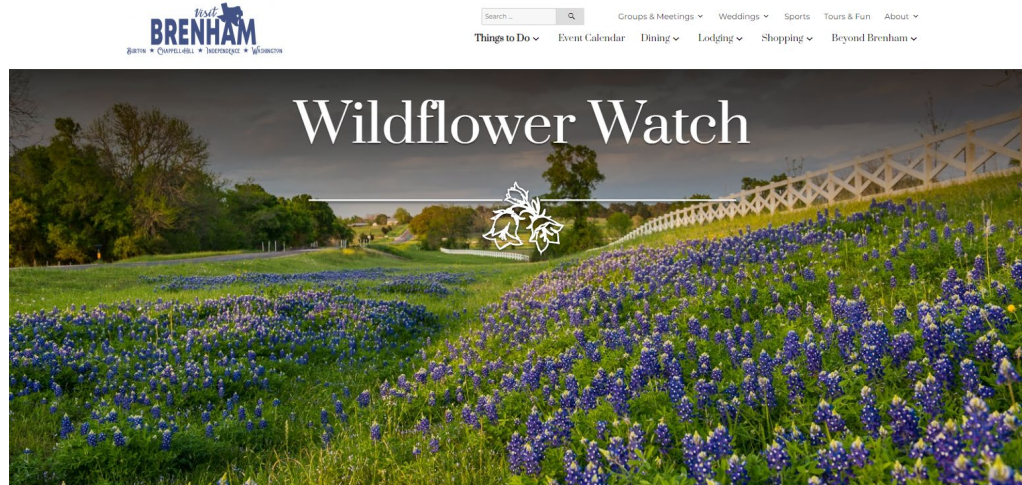 Visit
BRENHAM
BURTON ★ CHAPPELL HILL ★ INDEPENDENCE ★ WASHINGTON
Search ...
Groups & Meetings
Weddings
Sports
Tours & Fun
About
Things to Do
Event Calendar
Dining
Lodging
Shopping
Beyond Brenham
Wildflower Watch